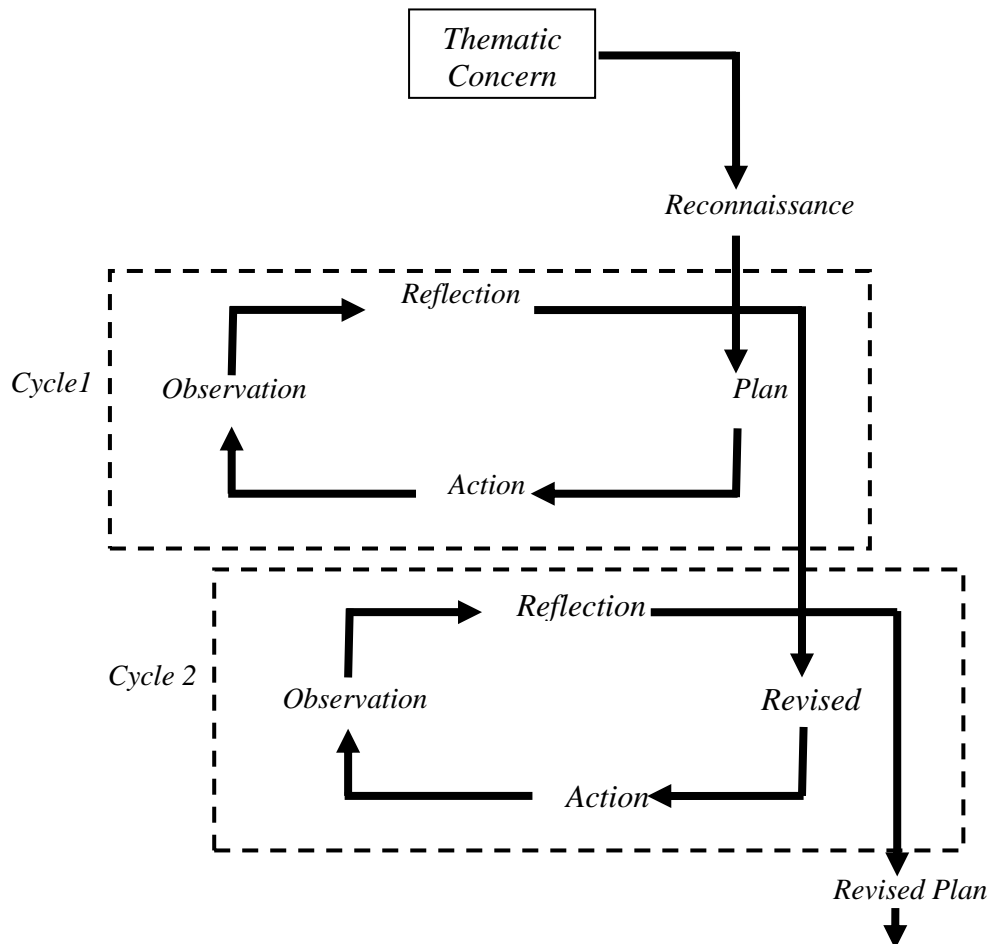 Thematic
Concern
Reconnaissance
Reflection
Cycle1
Observation
Plan
Action
Reflection
Cycle 2
Observation
Revised
Action
Revised Plan